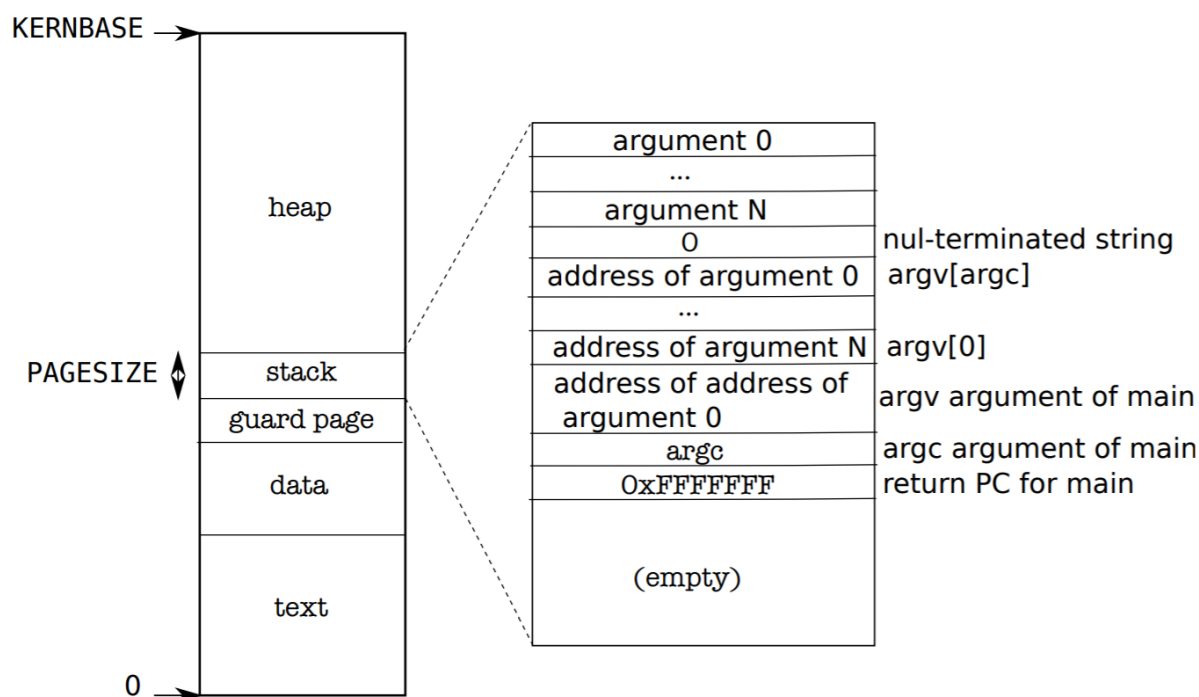 KERNBASE
heap
PAGESIZE
stack
guard page
data
text
0
argument 0
...
argument N
0
nul-terminated string
address of argument 0
argv[argc]
...
address of argument N
argv[0]
address of address of
argument 0
argv argument of main
argc
argc argument of main
0xFFFFFFF
return PC for main
(empty)